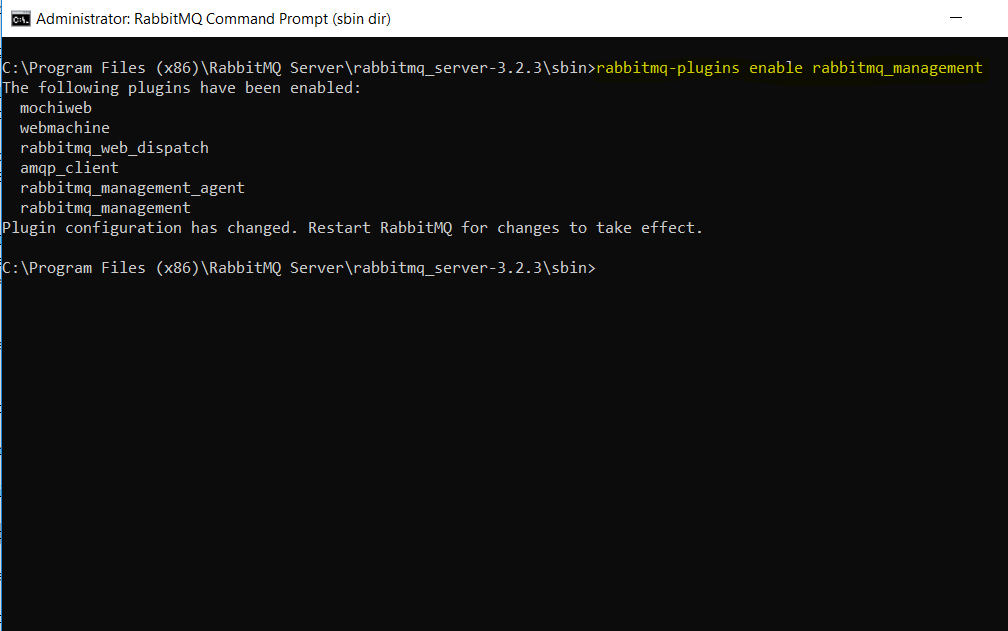 Administrator: RabbitMQ Command Prompt (sbin dir)
C:\Program Files (x86)\RabbitMQ Server\rabbitmq_server-3.2.3\sbin>rabbitmq-plugins enable rabbitmq_management
The following plugins have been enabled:
  mochiweb
  webmachine
  rabbitmq_web_dispatch
  amqp_client
  rabbitmq_management_agent
  rabbitmq_management
Plugin configuration has changed. Restart RabbitMQ for changes to take effect.
C:\Program Files (x86)\RabbitMQ Server\rabbitmq_server-3.2.3\sbin>